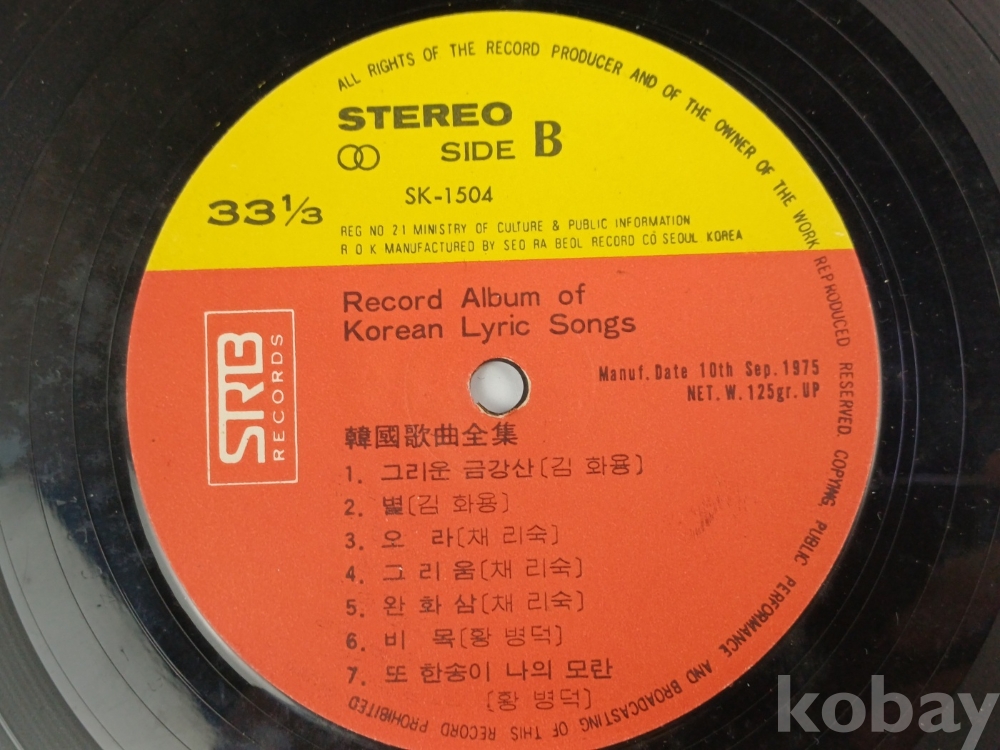 ALL RIGHTS OF THE RECORD PRODUCER AND OF THE OWNER OF THE WORK REPRODUCED RESERVED. COPYING, PUBLIC PERFORMANCE AND BROADCASTING OF THIS RECORD PROHIBITED
STEREO
SIDE B
SK-1504
33 1/3
REG NO 21 MINISTRY OF CULTURE & PUBLIC INFORMATION
R O K MANUFACTURED BY SEO RA BEOL RECORD CO SEOUL KOREA
SRB
RECORDS
Record Album of
Korean Lyric Songs
Manuf. Date 10th Sep. 1975
NET. W. 125gr. UP
韓國歌曲全集
1. 그리운 금강산 [김 화용]
2. 별 [김 화용]
3. 오 라 [채 리숙]
4. 그 리 움 [채 리숙]
5. 완 화 삼 [채 리숙]
6. 비 목 [황 병덕]
7. 또 한송이 나의 모란
[황 병덕]
kobay